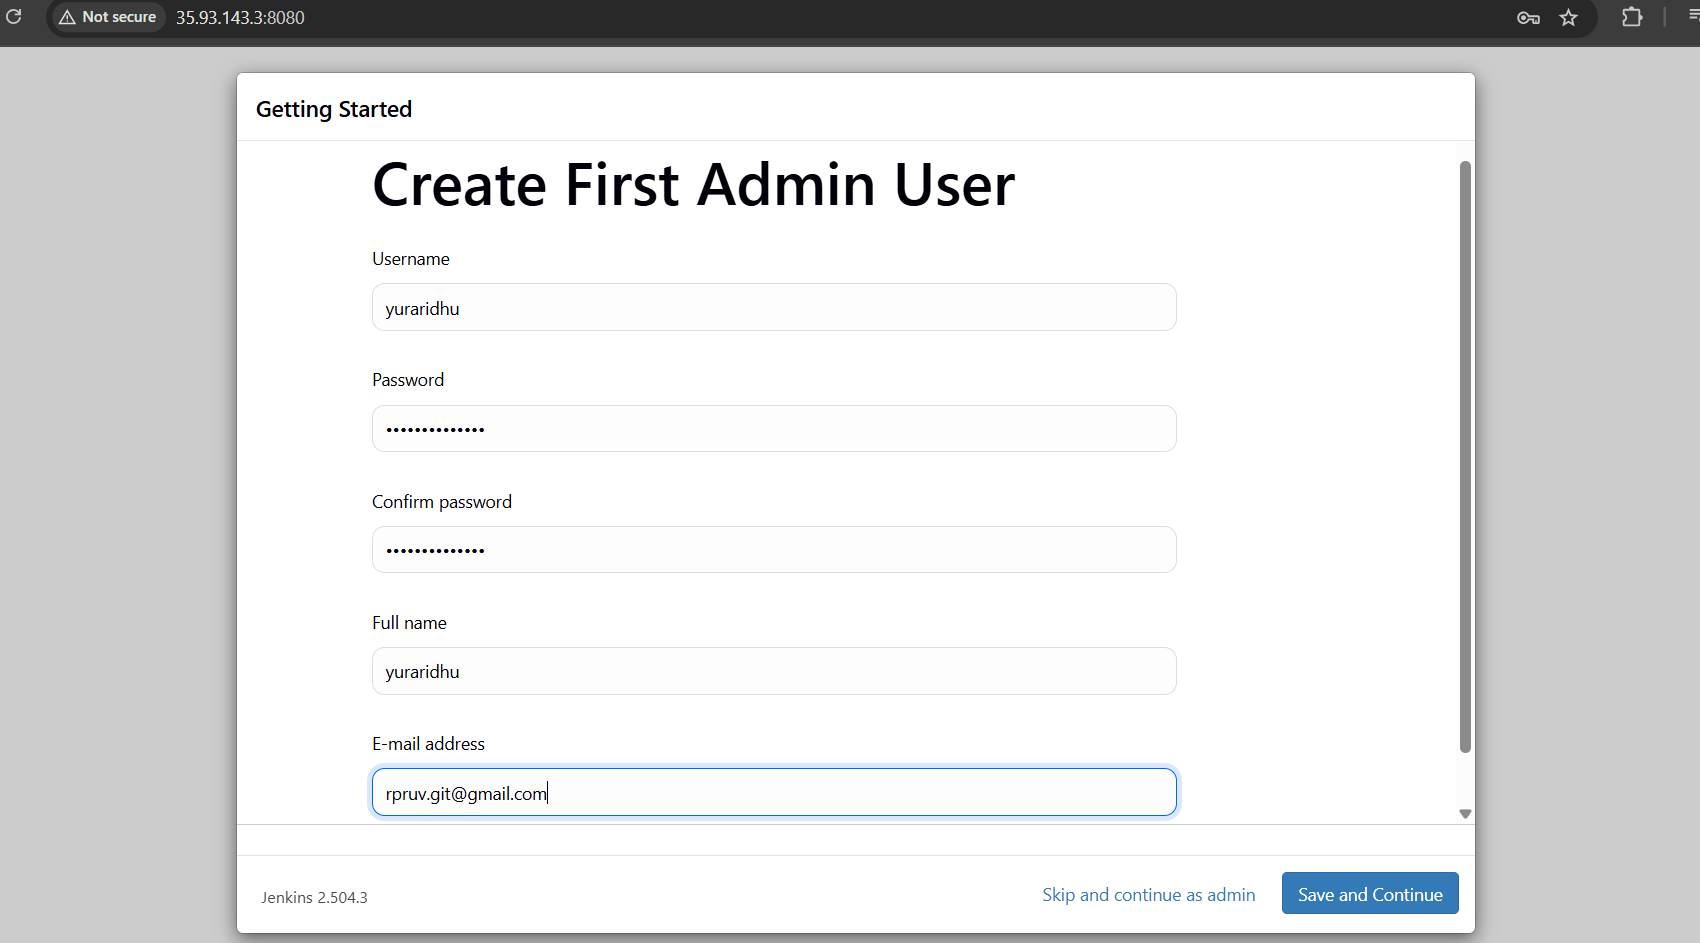 Not secure 35.93.143.3:8080
Getting Started
Create First Admin User
Username
yuraridhu
Password
••••••••••••••
Confirm password
••••••••••••••
Full name
yuraridhu
E-mail address
rpruv.git@gmail.com
Jenkins 2.504.3
Skip and continue as admin
Save and Continue